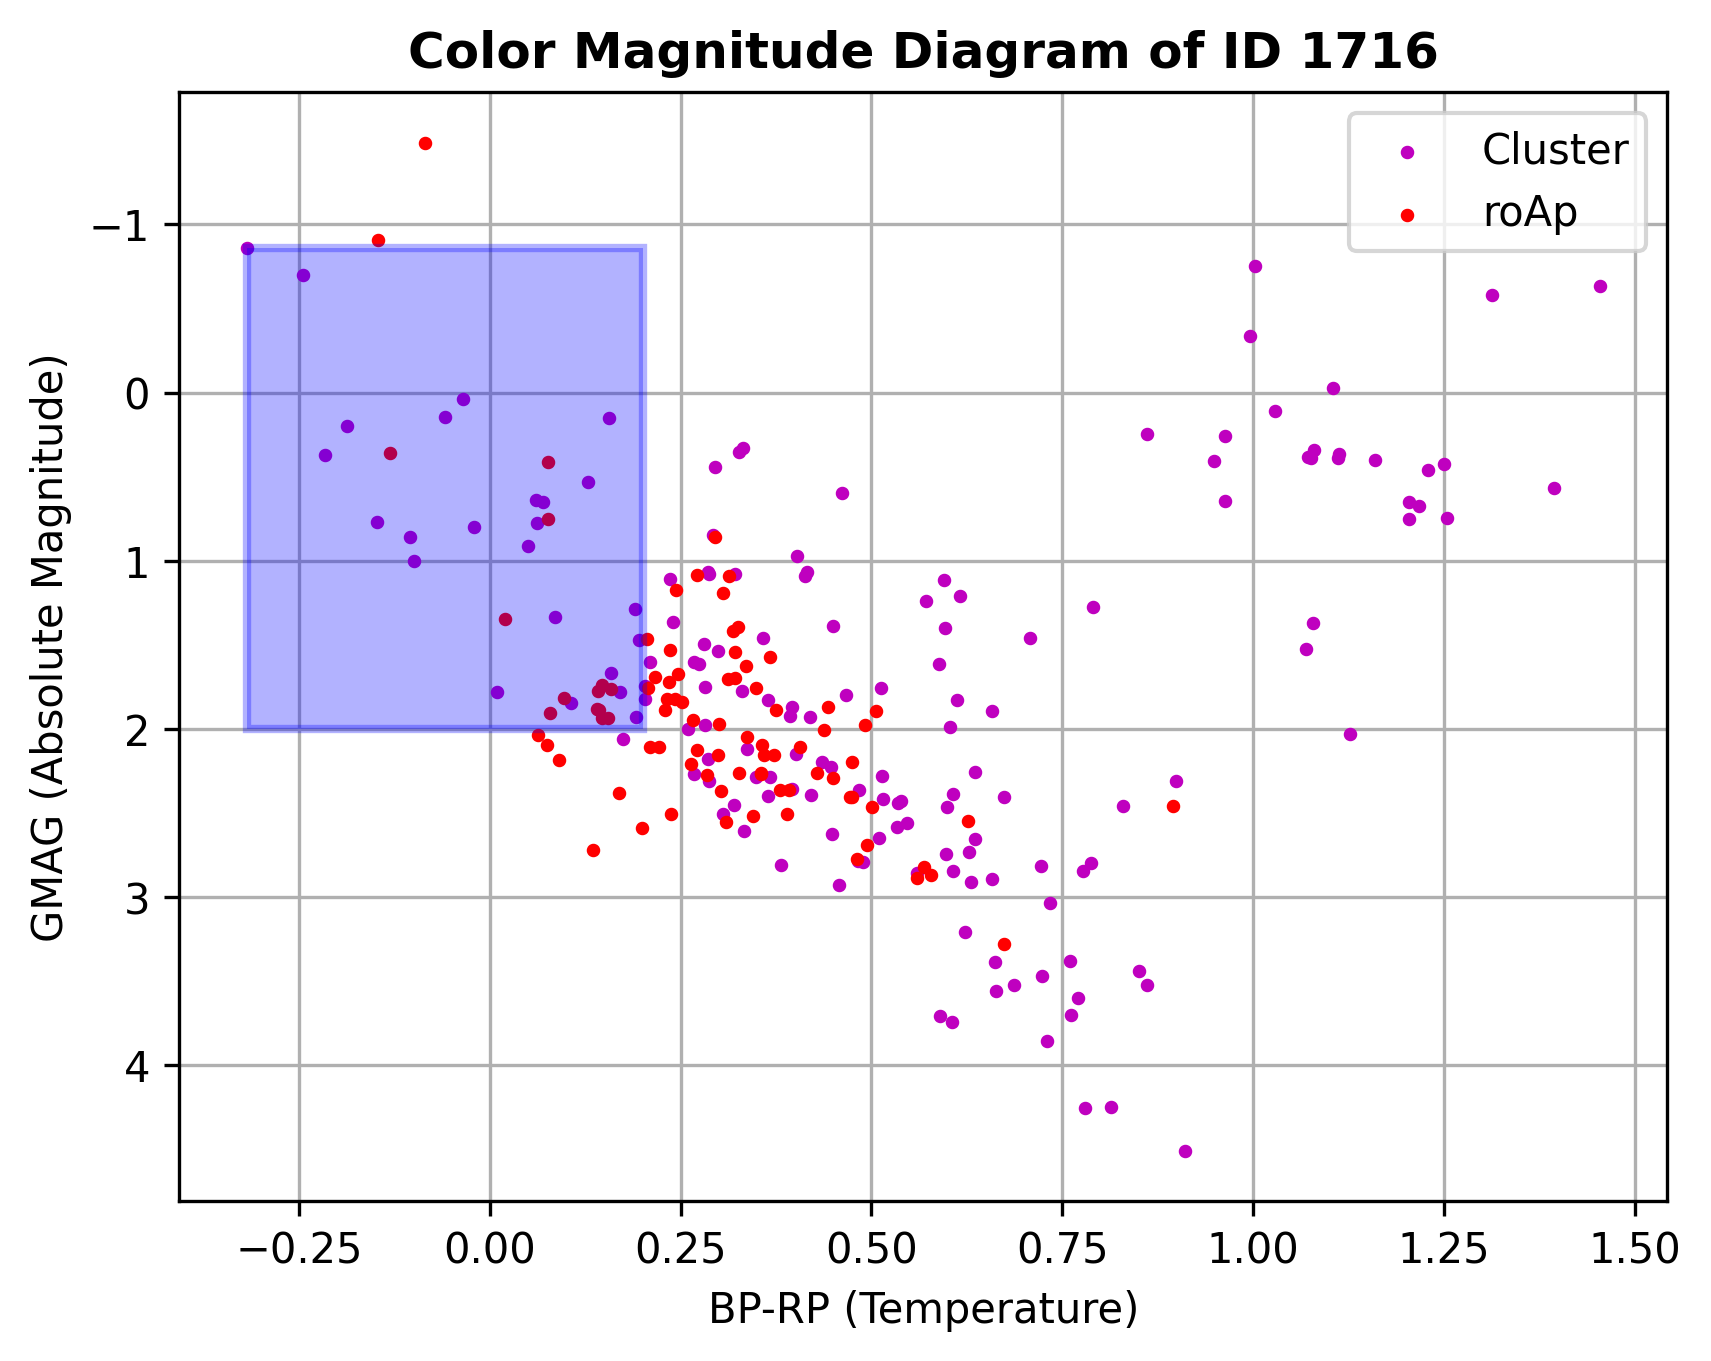 Color Magnitude Diagram of ID 1716
Cluster
roAp
−1
0
1
2
3
4
GMAG (Absolute Magnitude)
−0.25 0.00 0.25 0.50 0.75 1.00 1.25 1.50
BP-RP (Temperature)